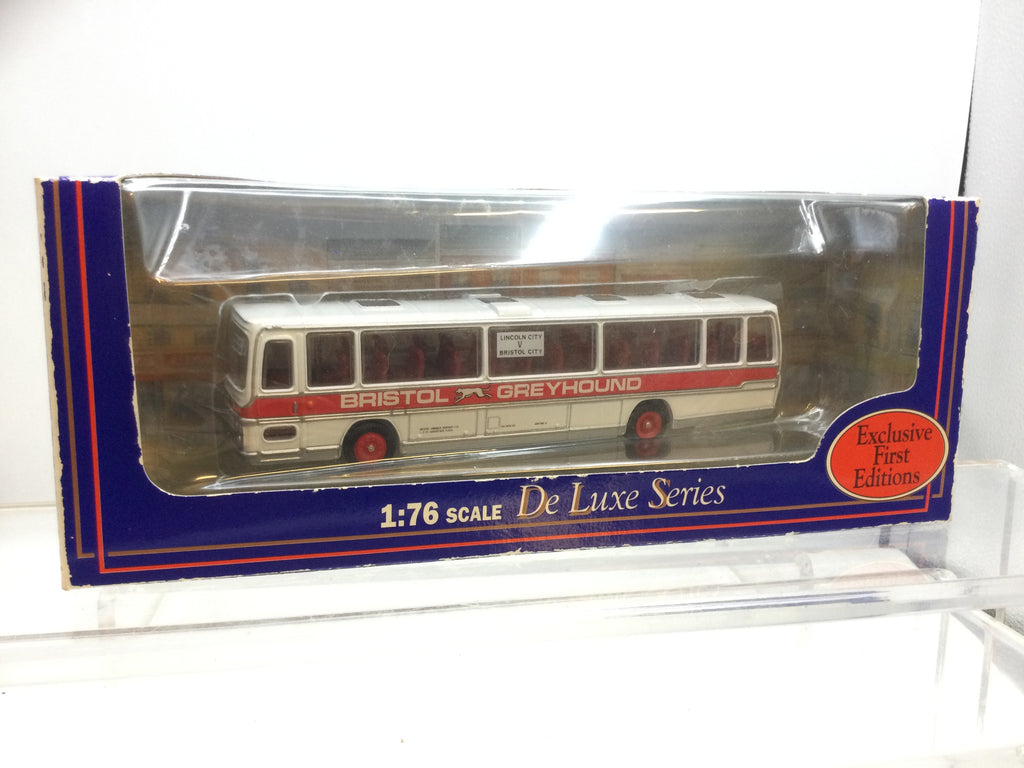 LINCOLN CITY
V
BRISTOL CITY
BRISTOL GREYHOUND
Exclusive
First
Editions
1:76 SCALE De Luxe Series